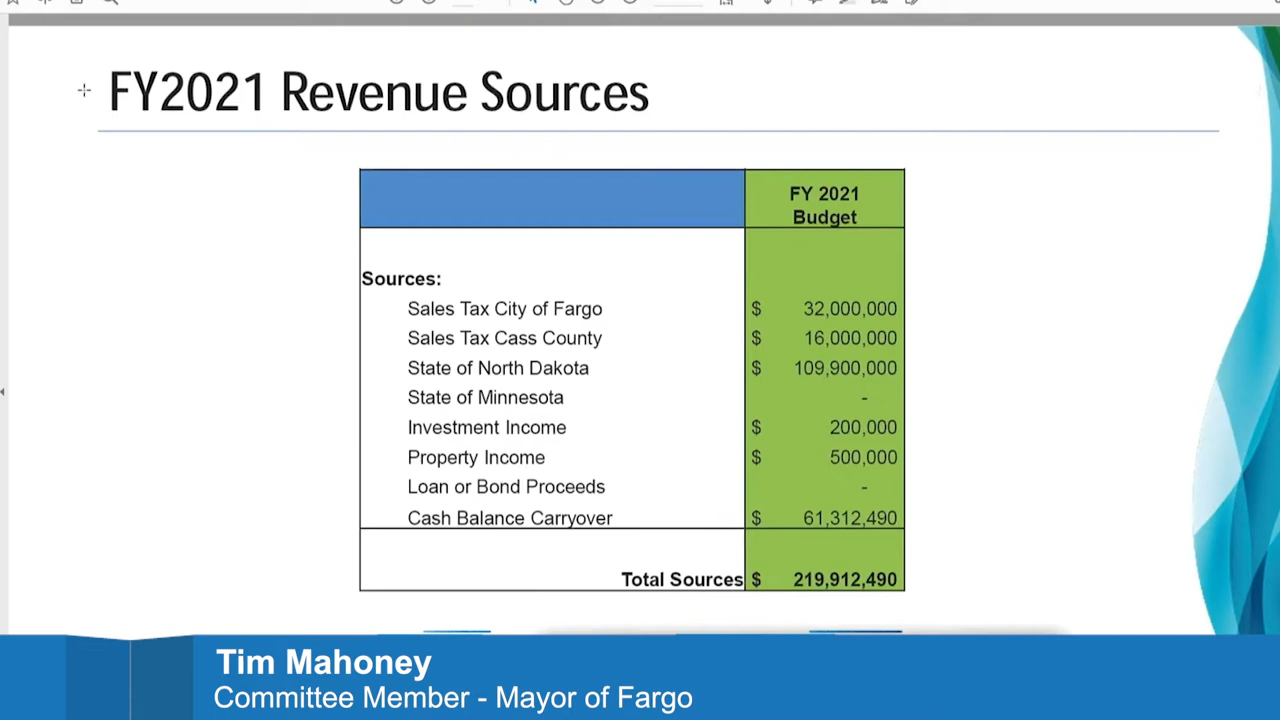 FY2021 Revenue Sources
FY 2021
Budget
Sources:
Sales Tax City of Fargo $ 32,000,000
Sales Tax Cass County $ 16,000,000
State of North Dakota $ 109,900,000
State of Minnesota -
Investment Income $ 200,000
Property Income $ 500,000
Loan or Bond Proceeds -
Cash Balance Carryover $ 61,312,490
Total Sources $ 219,912,490
Tim Mahoney
Committee Member - Mayor of Fargo